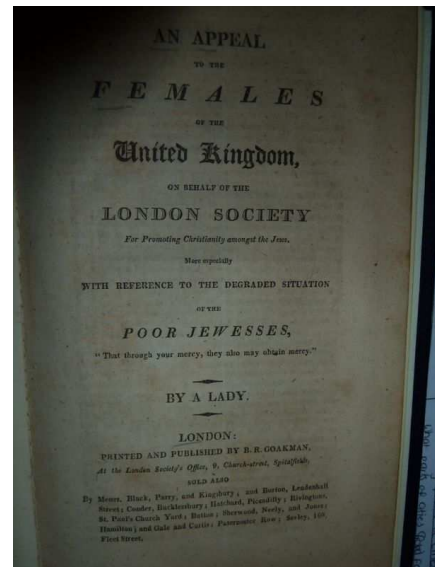 AN APPEAL
TO THE
FEMALES
OF THE
United Kingdom,
ON BEHALF OF THE
LONDON SOCIETY
For Promoting Christianity amongst the Jews.
More especially
WITH REFERENCE TO THE DEGRADED SITUATION
OF THE
POOR JEWESSES,
"That through your mercy, they also may obtain mercy."
BY A LADY.
LONDON:
PRINTED AND PUBLISHED BY B. R. GOAKMAN,
At the London Society's Office, 9, Church-street, Spitalfields.
SOLD ALSO
By Messrs. Black, Parry, and Kingsbury; and Burton, Leadenhall
Street; Conder, Bucklersbury; Hatchard, Picadilly; Rivingtons,
St. Paul's Church Yard; Button; Sherwood, Neely, and Jones;
Hamilton; and Gale and Curtis; Paternoster Row; Seeley, 169,
Fleet Street.